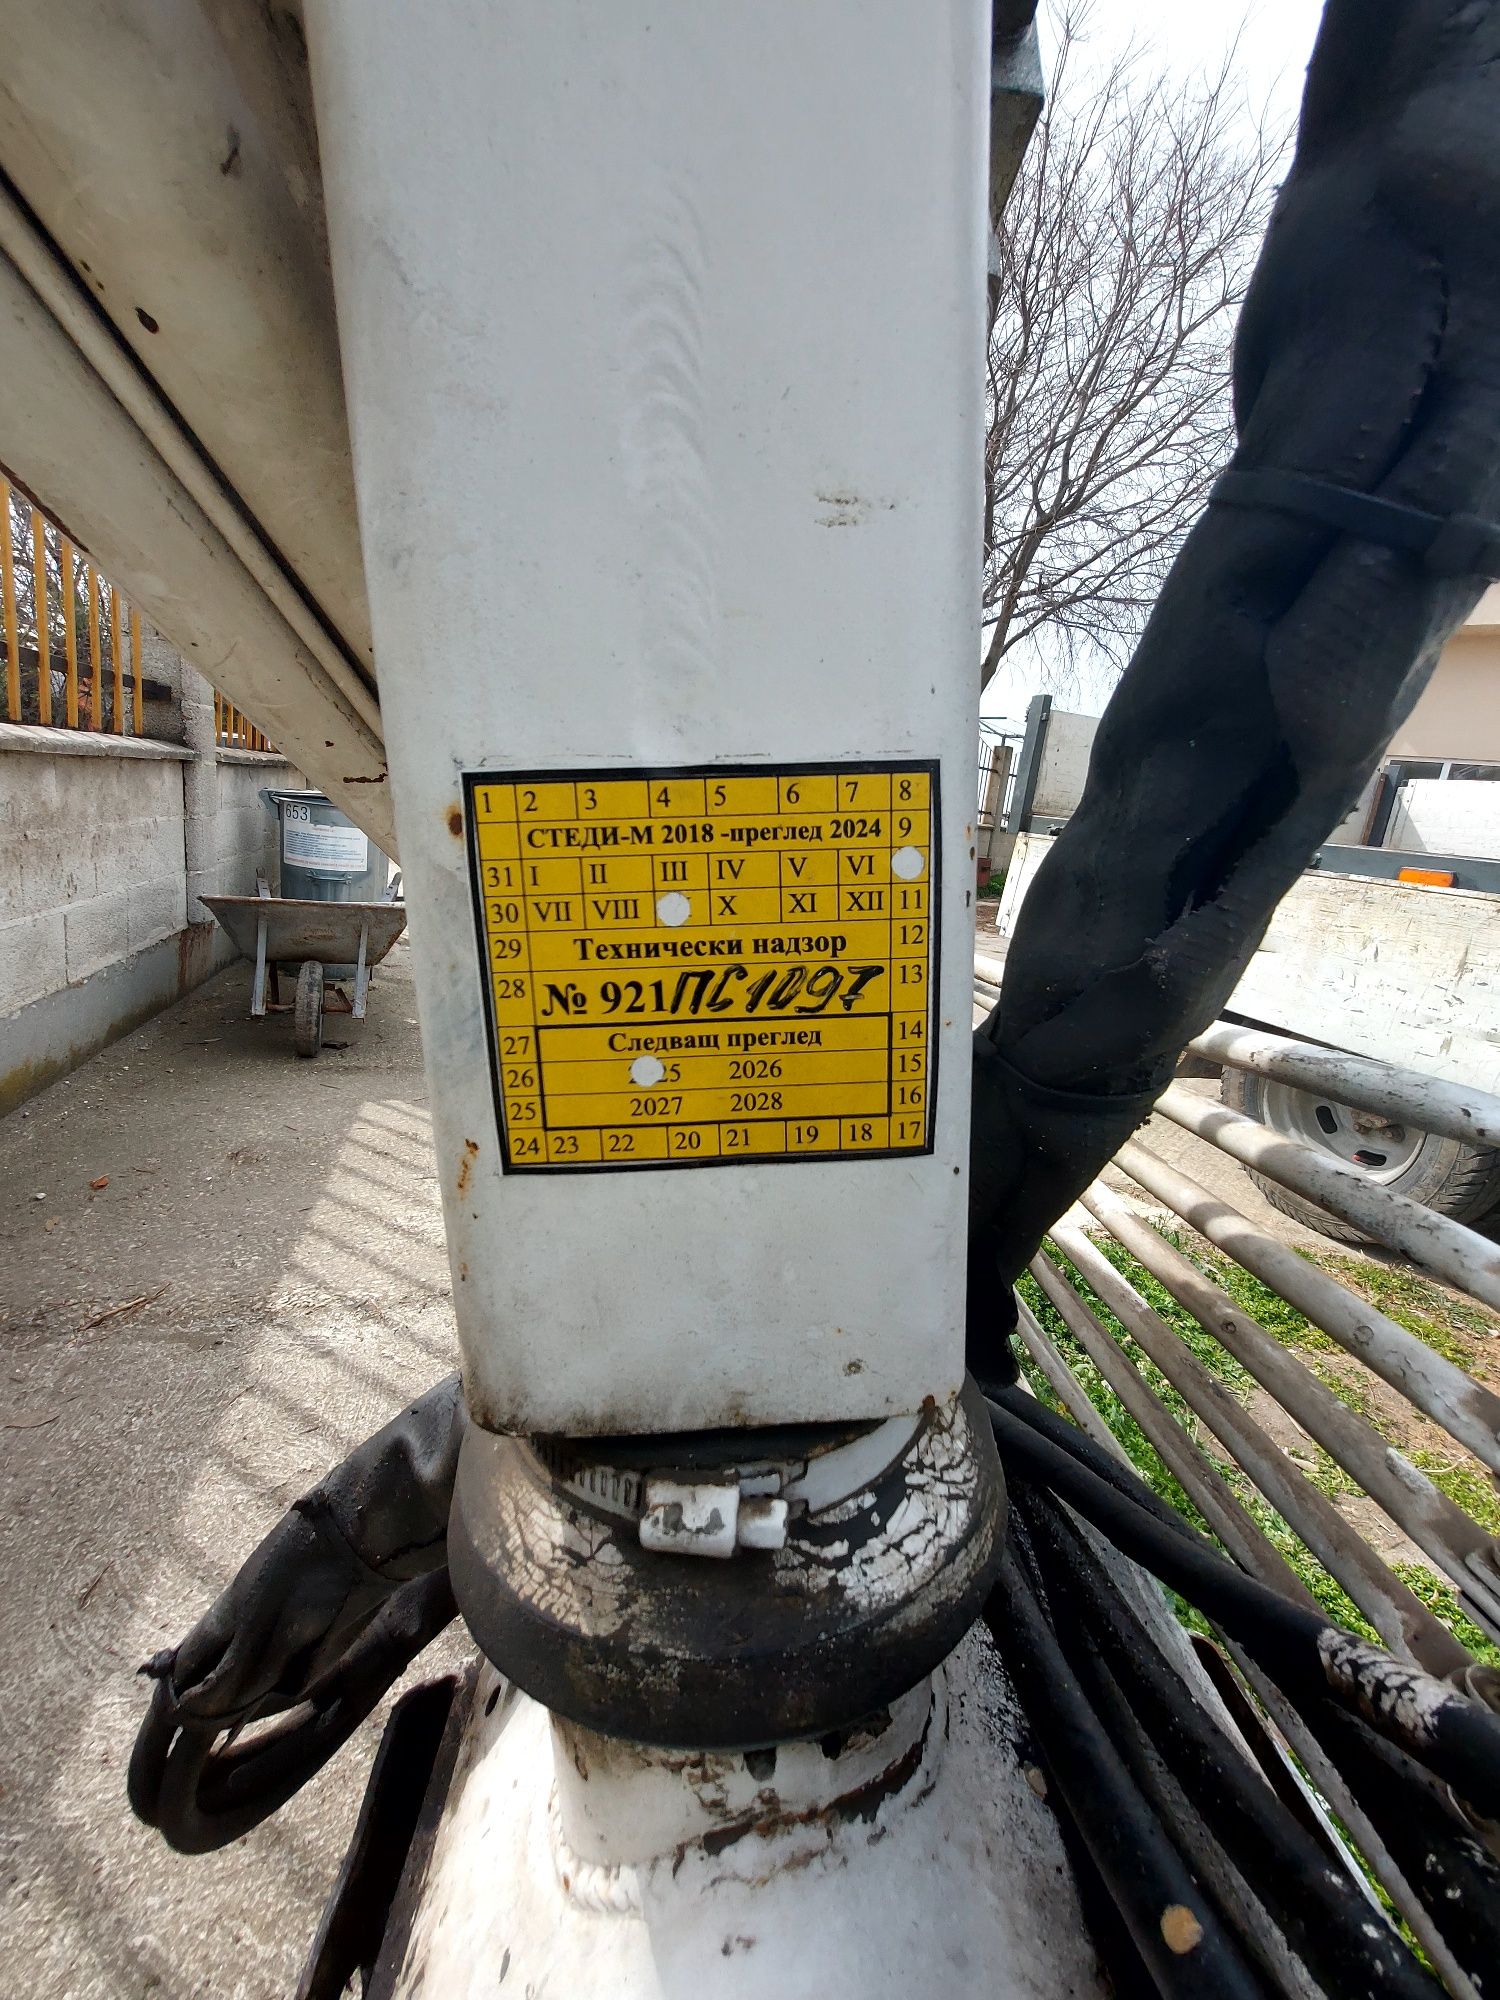 653
1 2 3 4 5 6 7 8
СТЕДИ-М 2018 -преглед 2024 9
31 I II III IV V VI
30 VII VIII X XI XII 11
29 Технически надзор 12
28 № 921ПС1097 13
Следващ преглед 14
27
26 25 2026 15
25 2027 2028 16
24 23 22 20 21 19 18 17